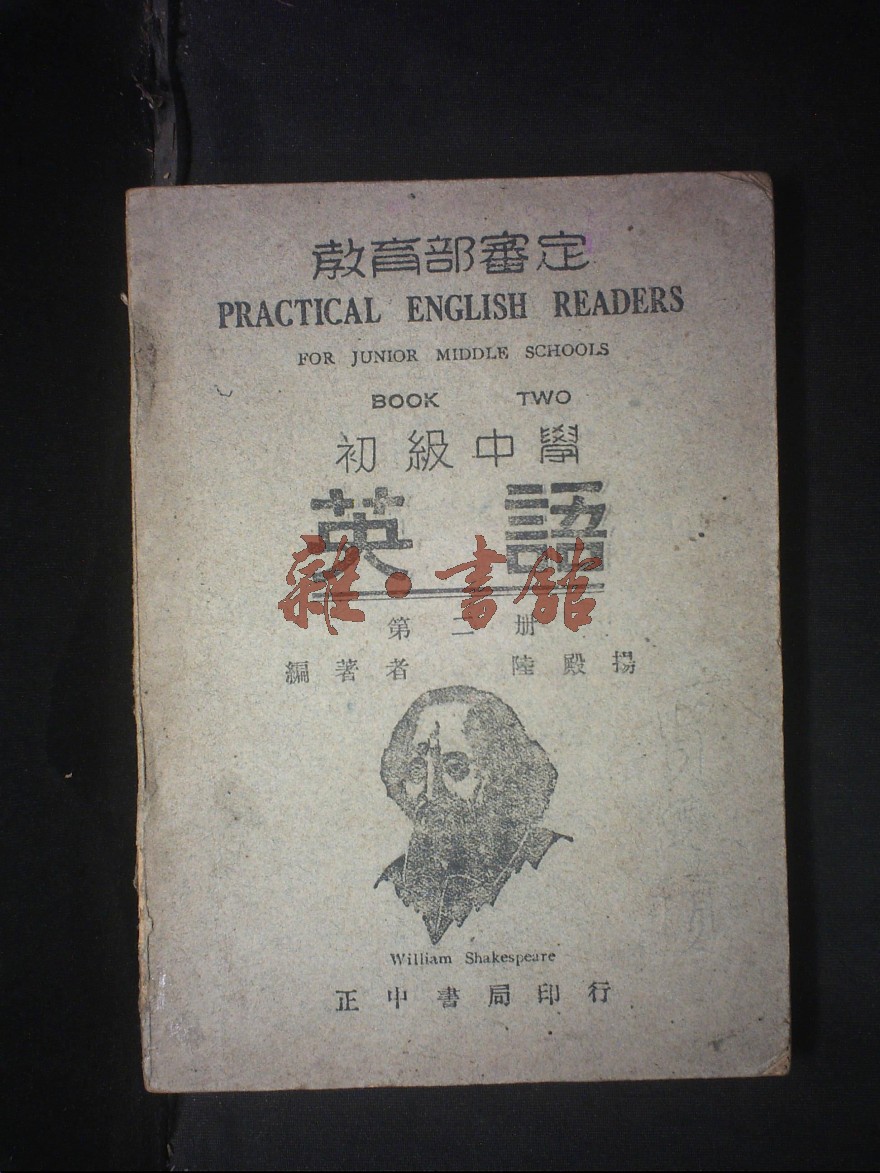 教育部審定
PRACTICAL ENGLISH READERS
FOR JUNIOR MIDDLE SCHOOLS
BOOK TWO
初級中學
英語
雜·書館
第二册
編著者 陸殿揚
William Shakespeare
正中書局印行